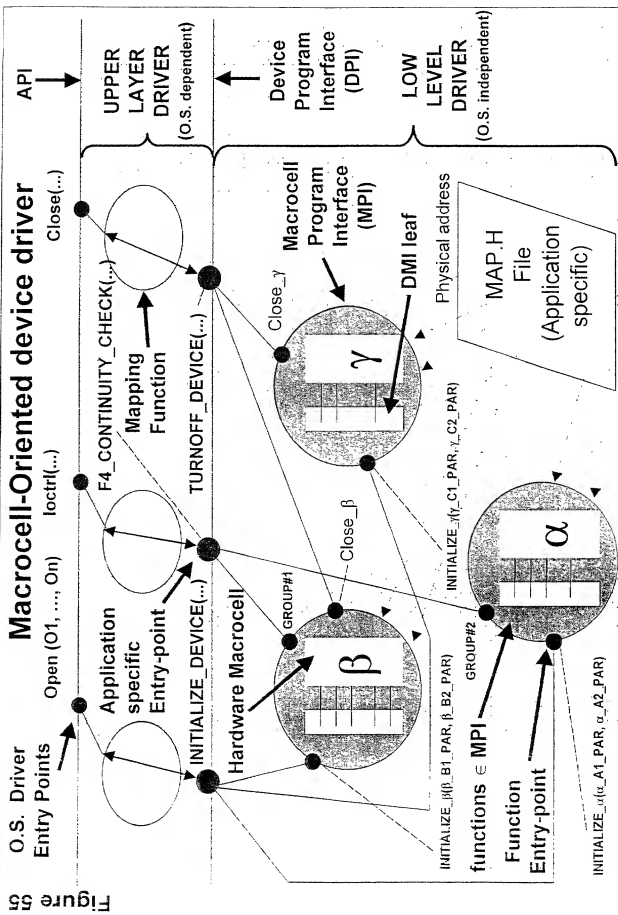 Figure 55
Macrocell-Oriented device driver
O.S. Driver
Entry Points
Open (O1, ..., On)
Ioctrl(...)
Close(...)
API
UPPER
LAYER
DRIVER
(O.S. dependent)
Application
specific
Entry-point
F4_CONTINUITY_CHECK(...)
Mapping
Function
INITIALIZE_DEVICE(...)
TURNOFF_DEVICE(...)
Device
Program
Interface
(DPI)
Hardware Macrocell
GROUP#1
β
Close_β
Close_γ
Macrocell
Program
Interface
(MPI)
γ
DMI leaf
LOW
LEVEL
DRIVER
(O.S. independent)
INITIALIZE_β(β_B1_PAR, β_B2_PAR)
INITIALIZE_γ(γ_C1_PAR, γ_C2_PAR)
Physical address
functions ∈ MPI
GROUP#2
Function
Entry-point
α
MAP.H
File
(Application
specific)
INITIALIZE_α(α_A1_PAR, α_A2_PAR)